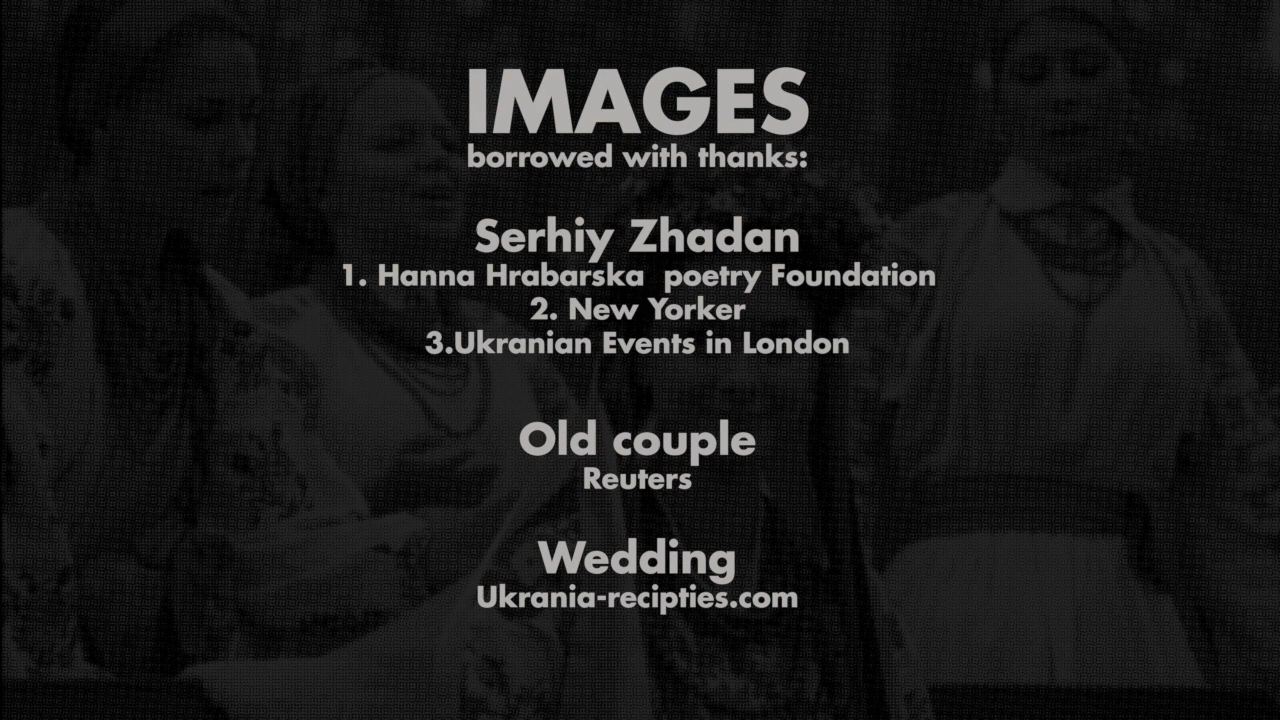 IMAGES
borrowed with thanks:
Serhiy Zhadan
1. Hanna Hrabarska poetry Foundation
2. New Yorker
3.Ukranian Events in London
Old couple
Reuters
Wedding
Ukrania-recipties.com